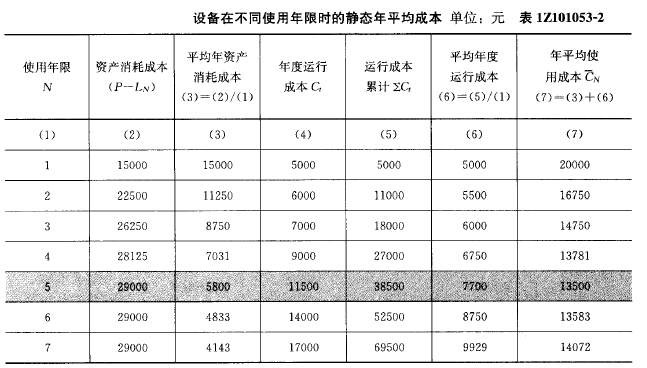 设备在不同使用年限时的静态年平均成本 单位：元 表 1Z101053-2
使用年限 N 资产消耗成本 (P－L_N) 平均年资产消耗成本 (3)＝(2)/(1) 年度运行成本 C_t 运行成本累计 ΣC_t 平均年度运行成本 (6)＝(5)/(1) 年平均使用成本 C̅_N (7)＝(3)＋(6)
(1) (2) (3) (4) (5) (6) (7)
1 15000 15000 5000 5000 5000 20000
2 22500 11250 6000 11000 5500 16750
3 26250 8750 7000 18000 6000 14750
4 28125 7031 9000 27000 6750 13781
5 29000 5800 11500 38500 7700 13500
6 29000 4833 14000 52500 8750 13583
7 29000 4143 17000 69500 9929 14072